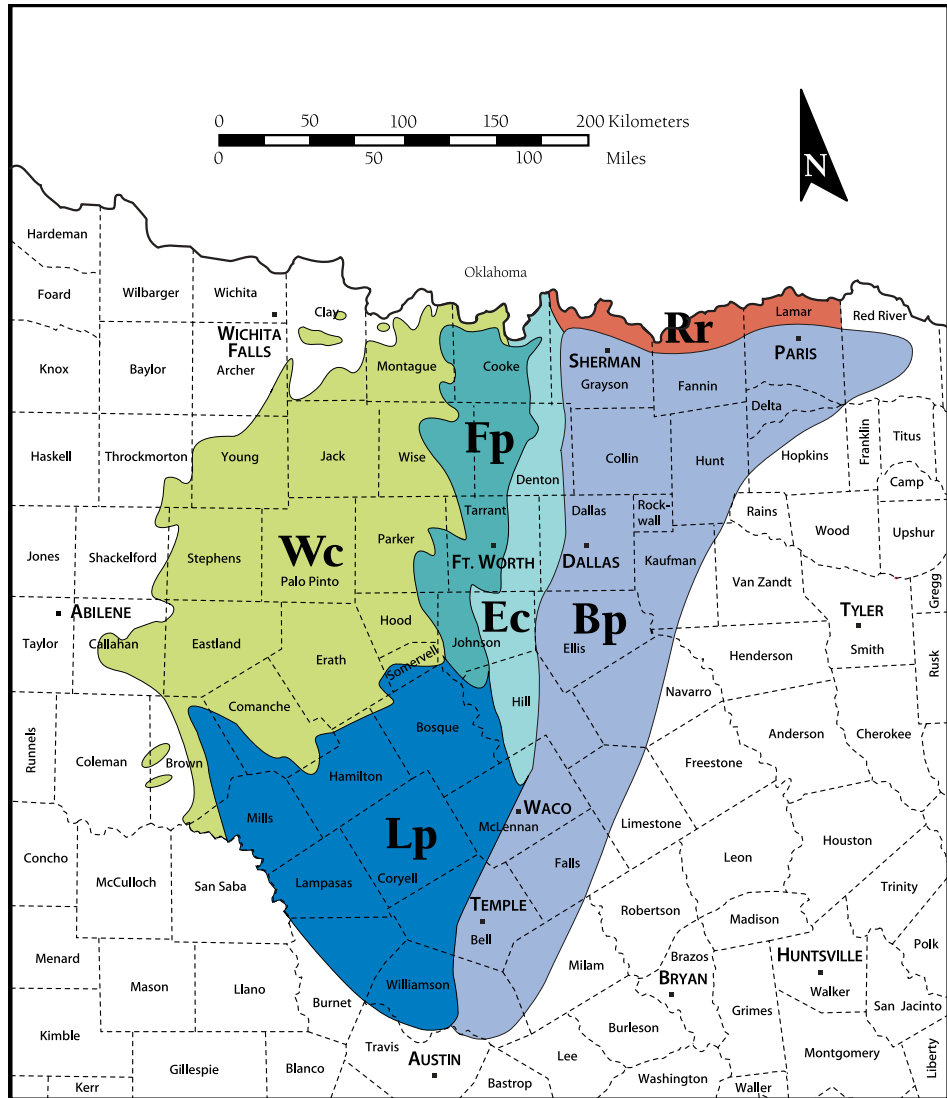 0 50 100 150 200 Kilometers
0 50 100 Miles
N
Oklahoma
Hardeman
Foard
Wilbarger
Wichita
Clay
WICHITA
FALLS
Archer
Knox
Baylor
Montague
Cooke
SHERMAN
Grayson
Rr
Fannin
Lamar
PARIS
Red River
Delta
Haskell
Throckmorton
Young
Jack
Wise
Fp
Denton
Collin
Hunt
Hopkins
Franklin
Titus
Camp
Jones
Shackelford
Stephens
Wc
Palo Pinto
Parker
Tarrant
FT. WORTH
Dallas
DALLAS
Rock-
wall
Kaufman
Rains
Wood
Upshur
Van Zandt
Gregg
ABILENE
Taylor
Callahan
Eastland
Erath
Hood
Somervell
Johnson
Ec
Bp
Ellis
Henderson
TYLER
Smith
Rusk
Comanche
Bosque
Hill
Navarro
Anderson
Cherokee
Runnels
Coleman
Brown
Hamilton
Freestone
Mills
Lp
WACO
McLennan
Limestone
Houston
Concho
McCulloch
San Saba
Lampasas
Coryell
Falls
Leon
Trinity
TEMPLE
Bell
Robertson
Madison
Polk
Menard
Mason
Llano
Burnet
Williamson
Milam
Brazos
BRYAN
HUNTSVILLE
Walker
San Jacinto
Grimes
Kimble
Burleson
Travis
AUSTIN
Lee
Montgomery
Liberty
Kerr
Gillespie
Blanco
Bastrop
Washington
Waller